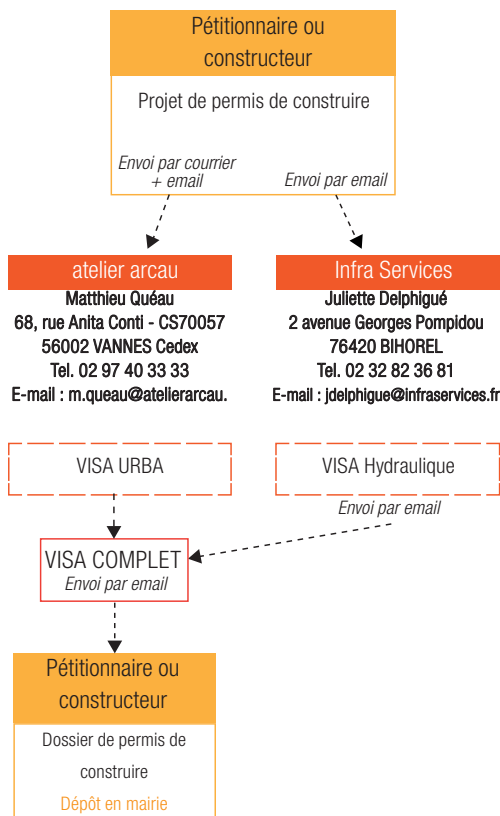 Pétitionnaire ou
constructeur
Projet de permis de construire
Envoi par courrier
+ email
Envoi par email
atelier arcau
Matthieu Quéau
68, rue Anita Conti - CS70057
56002 VANNES Cedex
Tel. 02 97 40 33 33
E-mail : m.queau@atelierarcau.
Infra Services
Juliette Delphigué
2 avenue Georges Pompidou
76420 BIHOREL
Tel. 02 32 82 36 81
E-mail : jdelphigue@infraservices.fr
VISA URBA
VISA Hydraulique
Envoi par email
VISA COMPLET
Envoi par email
Pétitionnaire ou
constructeur
Dossier de permis de
construire
Dépôt en mairie